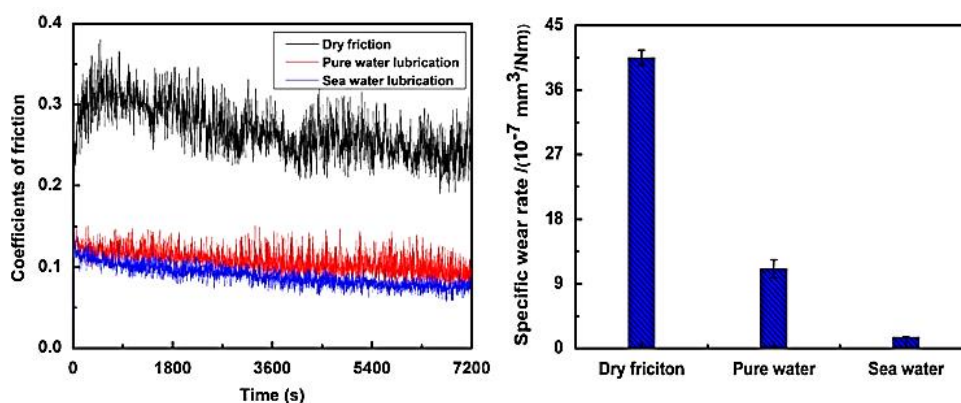 0.4
0.3
0.2
0.1
0.0
Coefficients of friction
Dry friction
Pure water lubrication
Sea water lubrication
0
1800
3600
5400
7200
Time (s)
45
36
27
18
9
0
Specific wear rate /(10⁻⁷ mm³/Nm))
Dry friciton
Pure water
Sea water